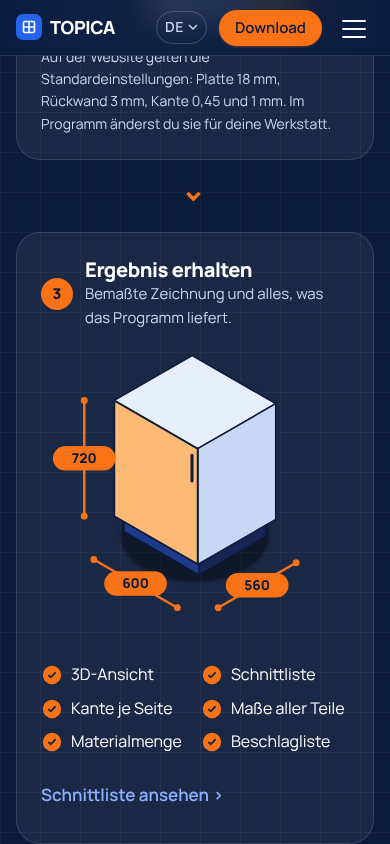 TOPICA
DE
Download
Auf der Website gelten die
Standardeinstellungen: Platte 18 mm,
Rückwand 3 mm, Kante 0,45 und 1 mm. Im
Programm änderst du sie für deine Werkstatt.
3
Ergebnis erhalten
Bemaßte Zeichnung und alles, was
das Programm liefert.
720
600
560
3D-Ansicht
Schnittliste
Kante je Seite
Maße aller Teile
Materialmenge
Beschlagliste
Schnittliste ansehen ›